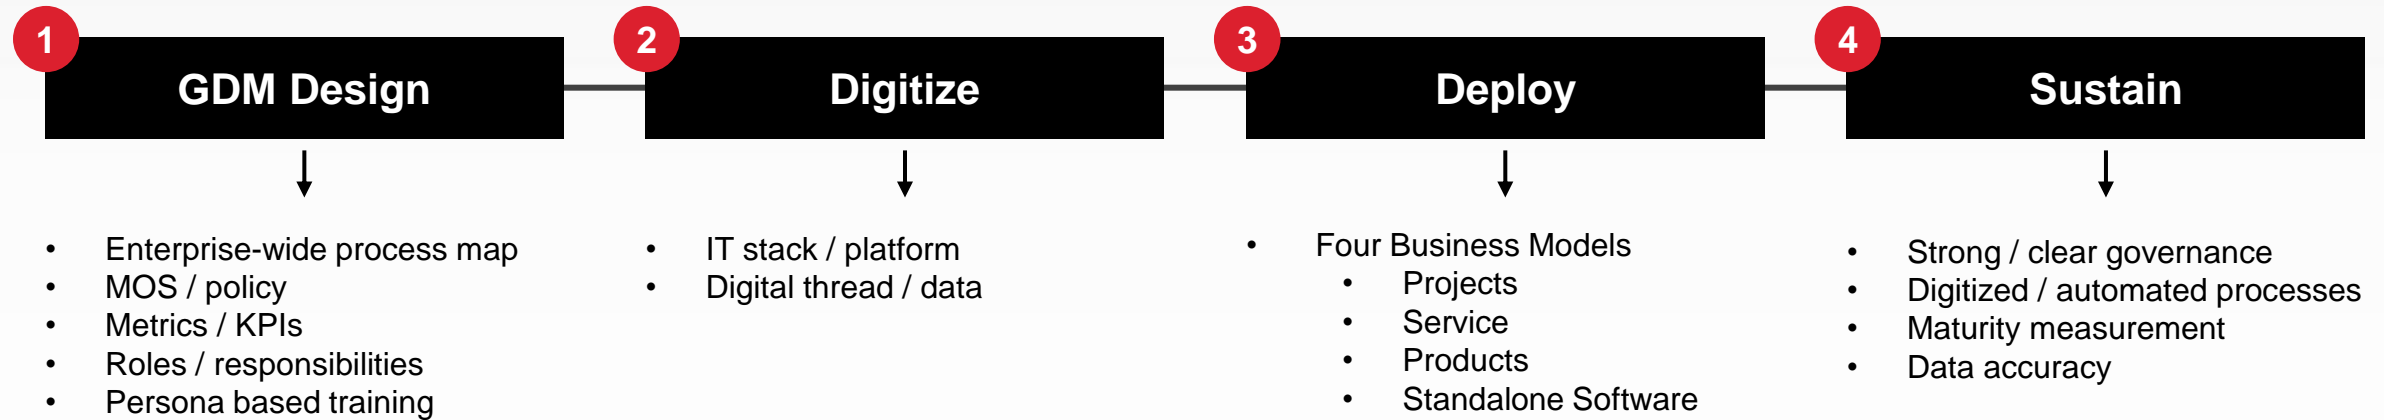 1
GDM Design
• Enterprise-wide process map
• MOS / policy
• Metrics / KPIs
• Roles / responsibilities
• Persona based training
2
Digitize
• IT stack / platform
• Digital thread / data
3
Deploy
• Four Business Models
• Projects
• Service
• Products
• Standalone Software
4
Sustain
• Strong / clear governance
• Digitized / automated processes
• Maturity measurement
• Data accuracy